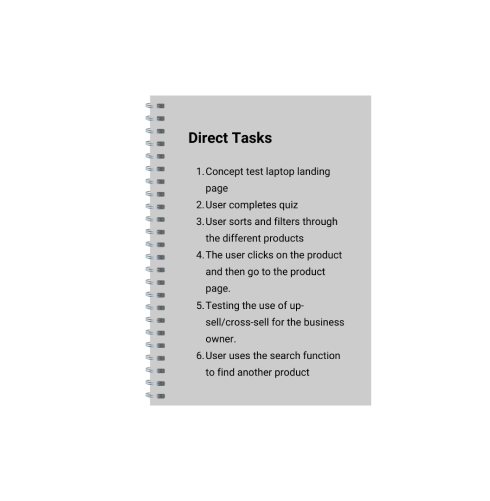 Direct Tasks
1. Concept test laptop landing
page
2. User completes quiz
3. User sorts and filters through
the different products
4. The user clicks on the product
and then go to the product
page.
5. Testing the use of up-
sell/cross-sell for the business
owner.
6. User uses the search function
to find another product